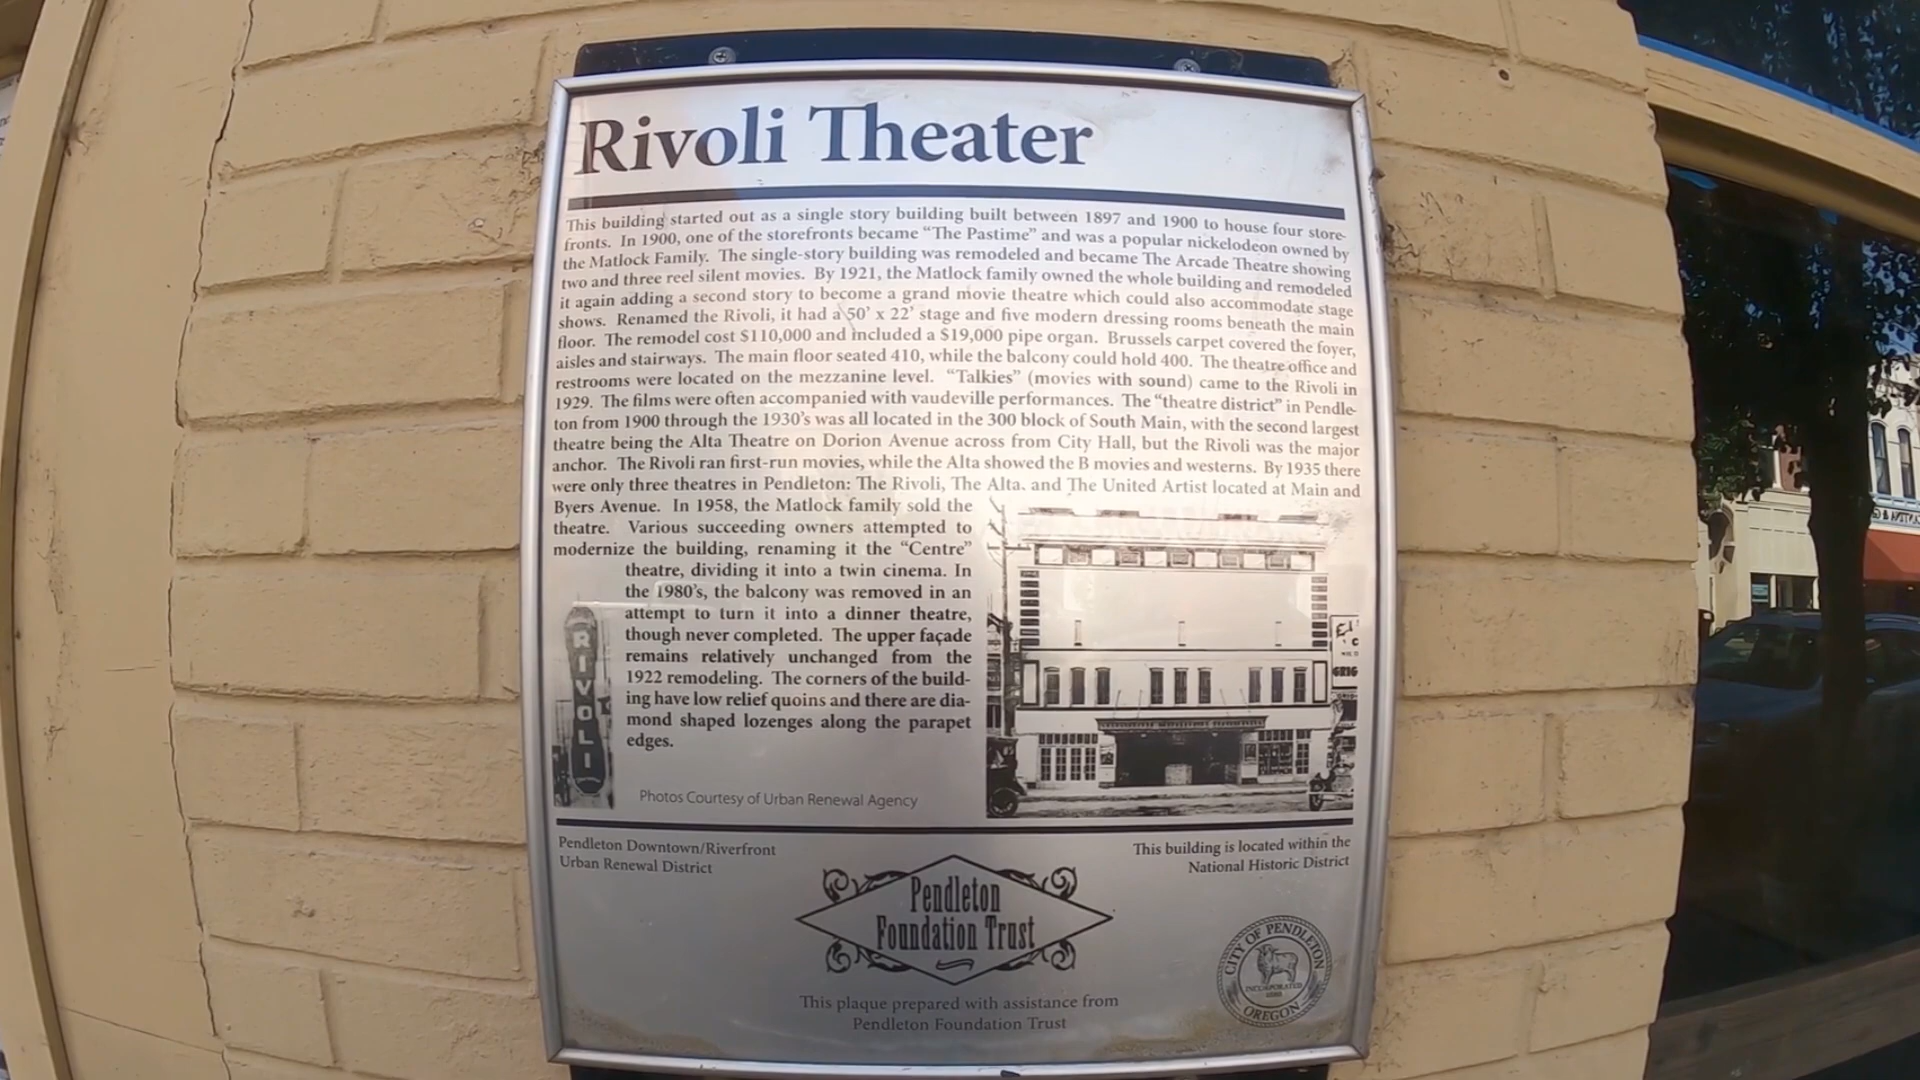 Rivoli Theater
This building started out as a single story building built between 1897 and 1900 to house four store-
fronts. In 1900, one of the storefronts became “The Pastime” and was a popular nickelodeon owned by
the Matlock Family. The single-story building was remodeled and became The Arcade Theatre showing
two and three reel silent movies. By 1921, the Matlock family owned the whole building and remodeled
it again adding a second story to become a grand movie theatre which could also accommodate stage
shows. Renamed the Rivoli, it had a 50’ x 22’ stage and five modern dressing rooms beneath the main
floor. The remodel cost $110,000 and included a $19,000 pipe organ. Brussels carpet covered the foyer,
aisles and stairways. The main floor seated 410, while the balcony could hold 400. The theatre office and
restrooms were located on the mezzanine level. “Talkies” (movies with sound) came to the Rivoli in
1929. The films were often accompanied with vaudeville performances. The “theatre district” in Pendle-
ton from 1900 through the 1930’s was all located in the 300 block of South Main, with the second largest
theatre being the Alta Theatre on Dorion Avenue across from City Hall, but the Rivoli was the major
anchor. The Rivoli ran first-run movies, while the Alta showed the B movies and westerns. By 1935 there
were only three theatres in Pendleton: The Rivoli, The Alta, and The United Artist located at Main and
Byers Avenue. In 1958, the Matlock family sold the
theatre. Various succeeding owners attempted to
modernize the building, renaming it the “Centre”
theatre, dividing it into a twin cinema. In
the 1980’s, the balcony was removed in an
attempt to turn it into a dinner theatre,
though never completed. The upper façade
remains relatively unchanged from the
1922 remodeling. The corners of the build-
ing have low relief quoins and there are dia-
mond shaped lozenges along the parapet
edges.
RIVOLI
Photos Courtesy of Urban Renewal Agency
Pendleton Downtown/Riverfront
Urban Renewal District
This building is located within the
National Historic District
Pendleton
Foundation Trust
CITY OF PENDLETON
INCORPORATED
1880
OREGON
This plaque prepared with assistance from
Pendleton Foundation Trust